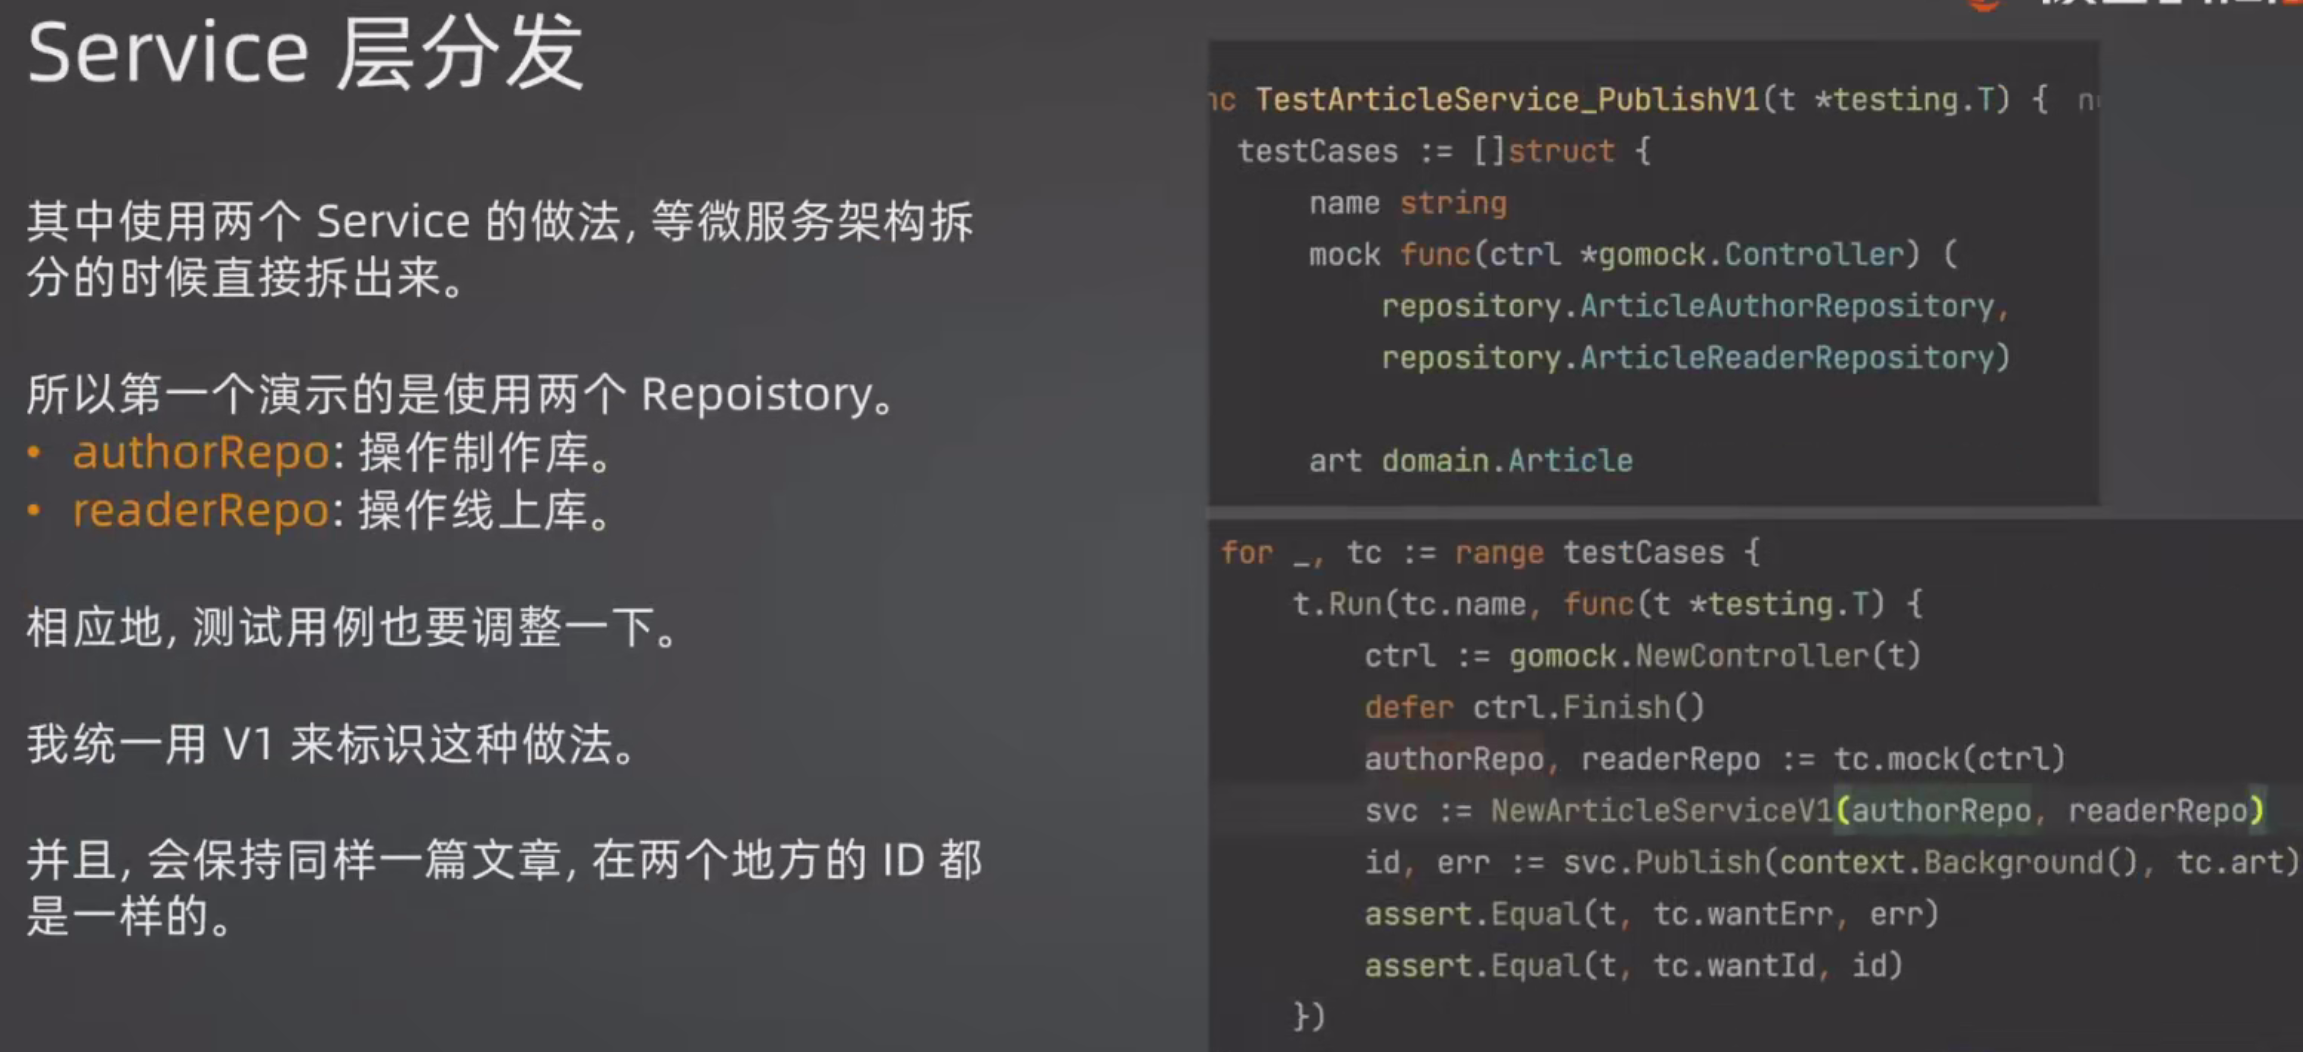 Service 层分发
其中使用两个 Service 的做法, 等微服务架构拆
分的时候直接拆出来。
所以第一个演示的是使用两个 Repoistory。
• authorRepo: 操作制作库。
• readerRepo: 操作线上库。
相应地, 测试用例也要调整一下。
我统一用 V1 来标识这种做法。
并且, 会保持同样一篇文章, 在两个地方的 ID 都
是一样的。
nc TestArticleService_PublishV1(t *testing.T) {
testCases := []struct {
name string
mock func(ctrl *gomock.Controller) (
repository.ArticleAuthorRepository,
repository.ArticleReaderRepository)
art domain.Article
for _, tc := range testCases {
t.Run(tc.name, func(t *testing.T) {
ctrl := gomock.NewController(t)
defer ctrl.Finish()
authorRepo, readerRepo := tc.mock(ctrl)
svc := NewArticleServiceV1(authorRepo, readerRepo)
id, err := svc.Publish(context.Background(), tc.art)
assert.Equal(t, tc.wantErr, err)
assert.Equal(t, tc.wantId, id)
})